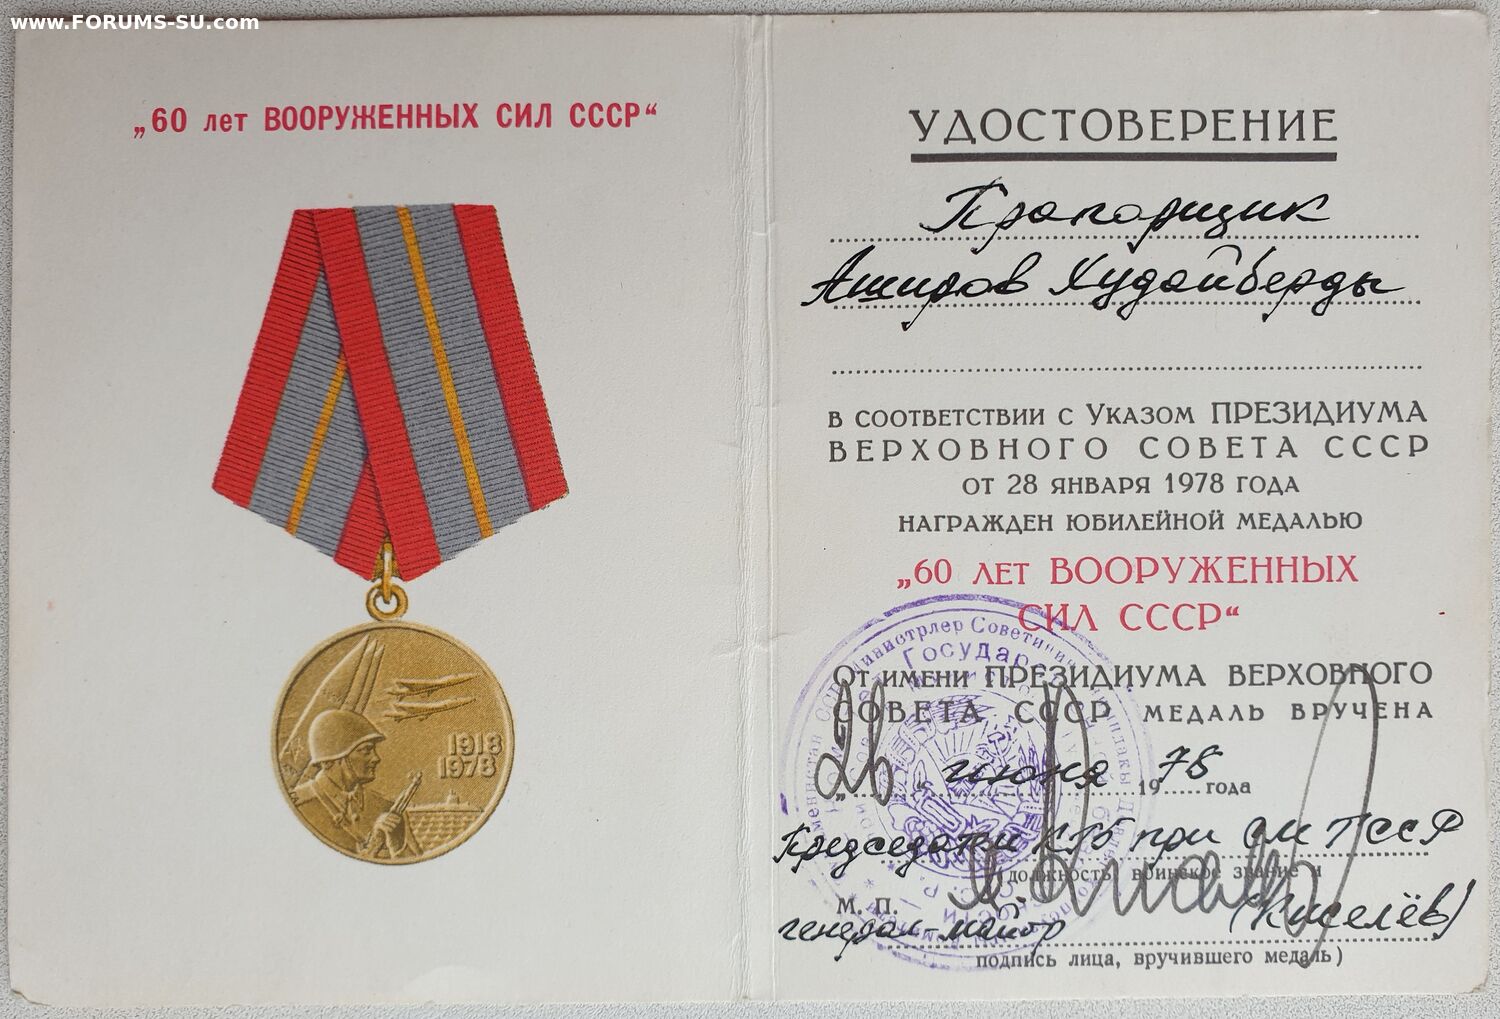 www.FORUMS-SU.com
„60 лет ВООРУЖЕННЫХ СИЛ СССР“
1918
1978
УДОСТОВЕРЕНИЕ
Прапорщик
Аширов Худайберды
В СООТВЕТСТВИИ С УКАЗОМ ПРЕЗИДИУМА
ВЕРХОВНОГО СОВЕТА СССР
ОТ 28 ЯНВАРЯ 1978 ГОДА
НАГРАЖДЕН ЮБИЛЕЙНОЙ МЕДАЛЬЮ
„60 ЛЕТ ВООРУЖЕННЫХ
СИЛ СССР“
ОТ ИМЕНИ ПРЕЗИДИУМА ВЕРХОВНОГО
СОВЕТА СССР МЕДАЛЬ ВРУЧЕНА
„26“ июня 1978 года
Председатель КГБ при СМ ТССР
(должность, воинское звание и
М. П.
генерал-майор (Киселёв)
подпись лица, вручившего медаль)